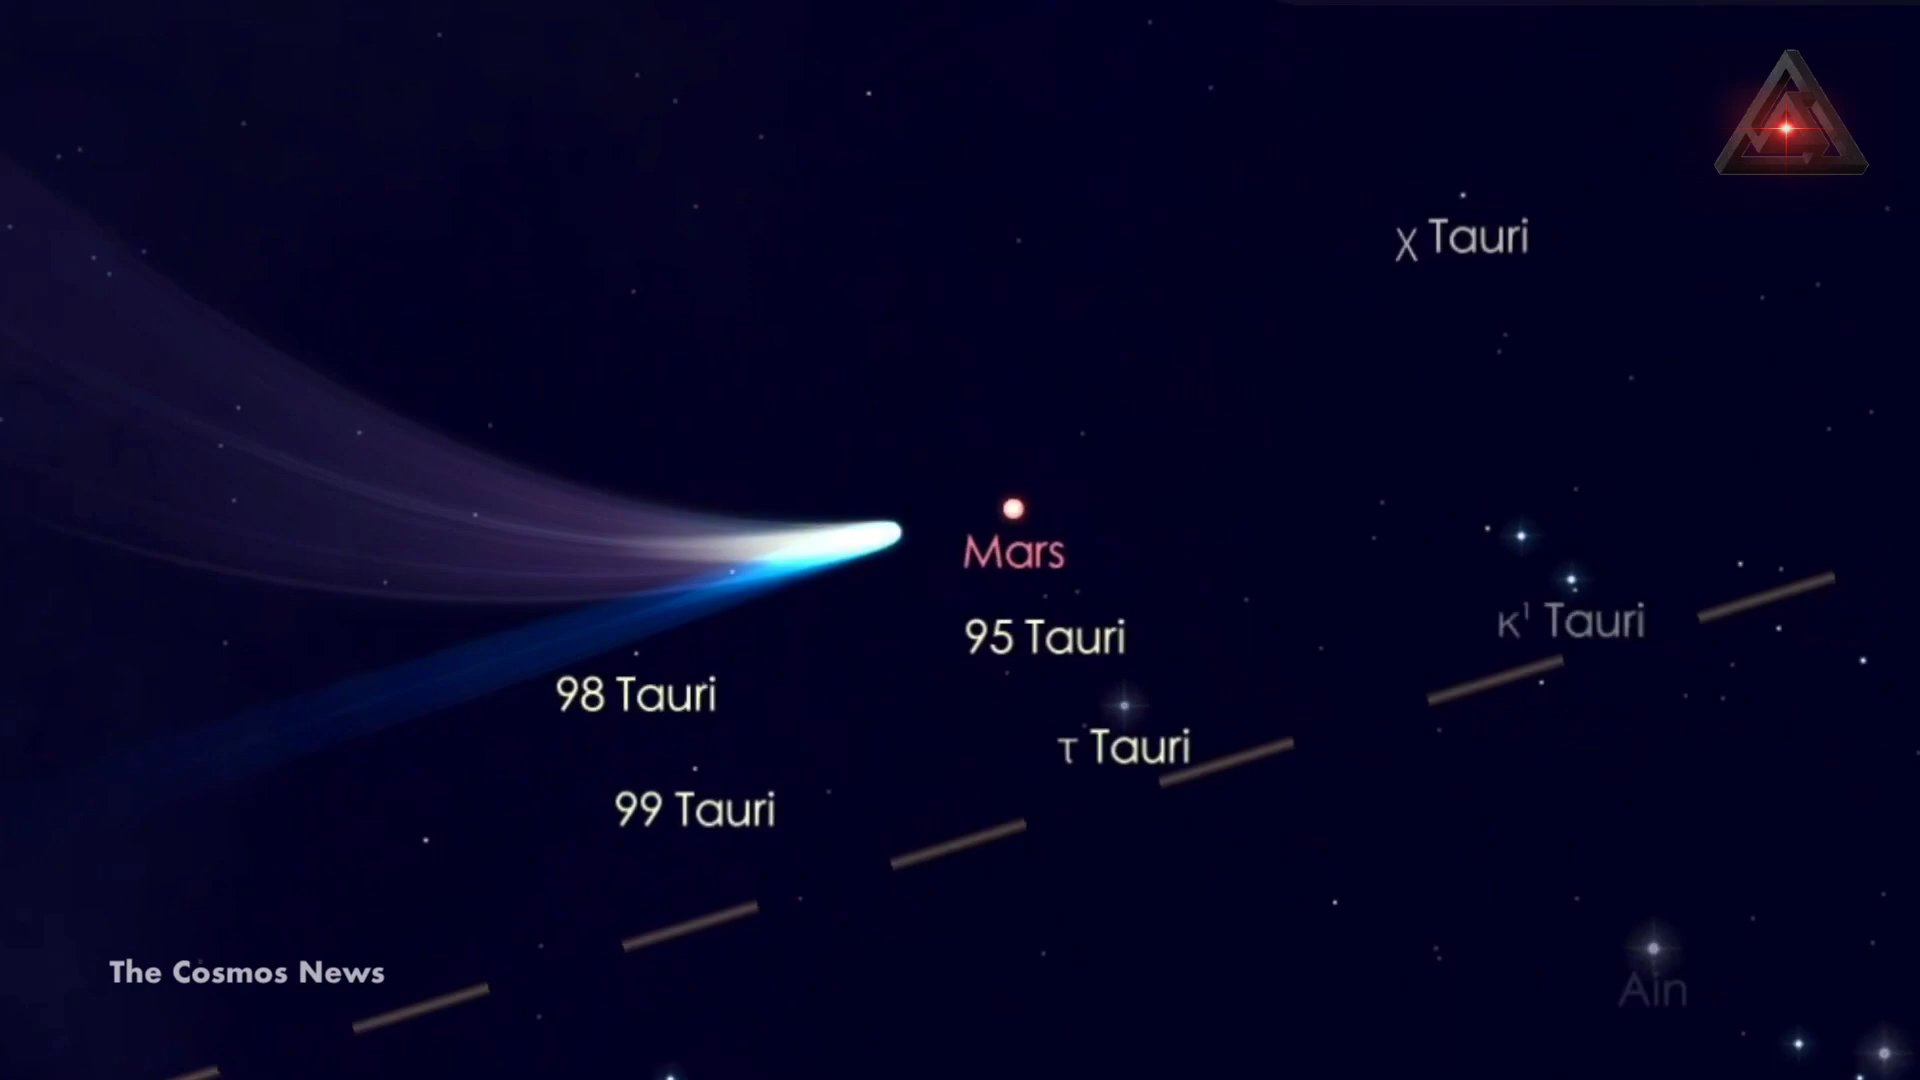 χ Tauri
Mars
κ¹ Tauri
95 Tauri
98 Tauri
τ Tauri
99 Tauri
The Cosmos News
Ain